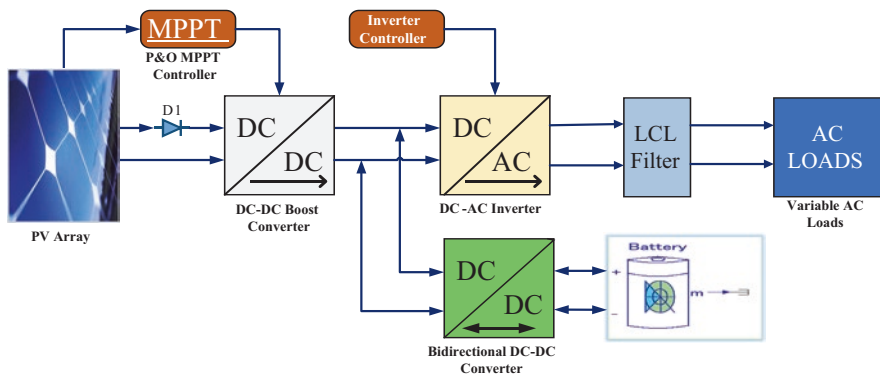 MPPT
P&O MPPT
Controller
Inverter
Controller
D1
DC
DC
DC-DC Boost
Converter
DC
AC
DC-AC Inverter
LCL
Filter
AC
LOADS
Variable AC
Loads
PV Array
DC
DC
Bidirectional DC-DC
Converter
Battery
+
m
−